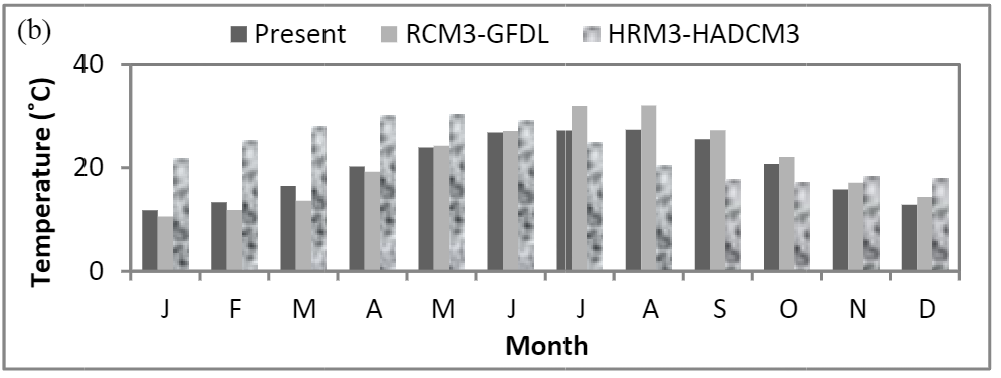 (b)
Present RCM3-GFDL HRM3-HADCM3
Temperature (˚C)
40
20
0
J F M A M J J A S O N D
Month